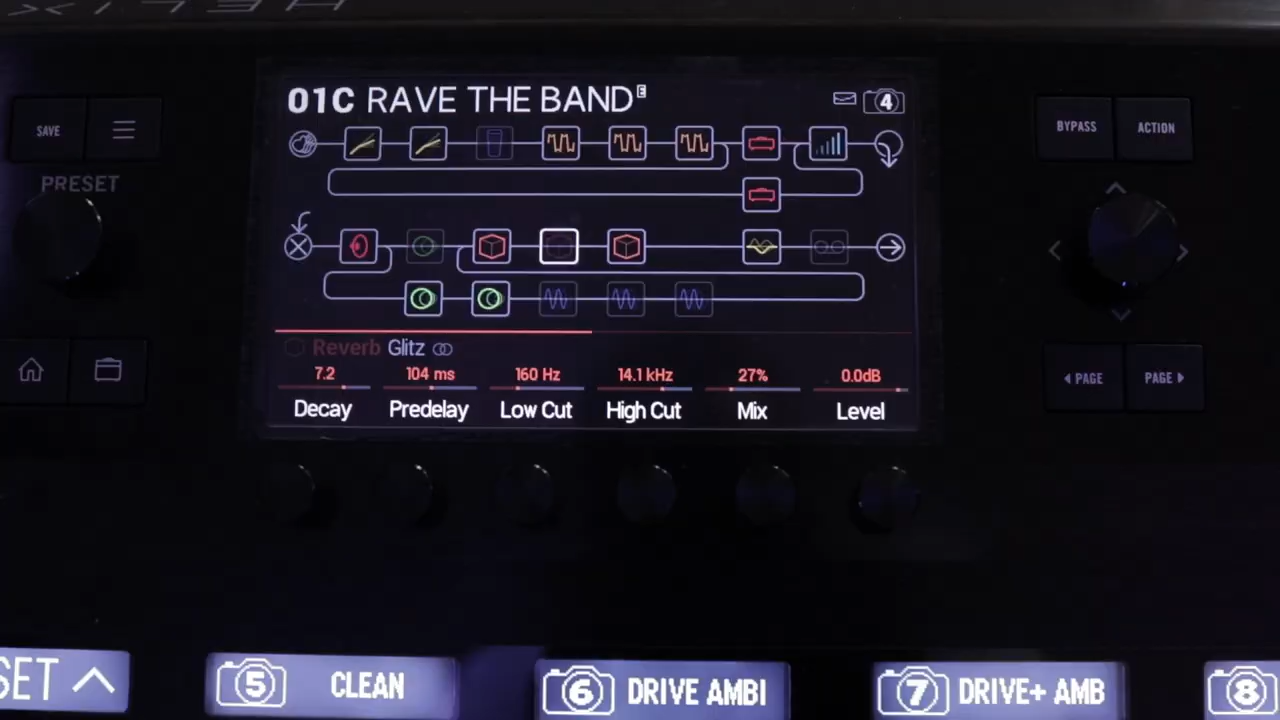 HELIX
01C RAVE THE BANDE
4
SAVE
PRESET
BYPASS
ACTION
Reverb Glitz
7.2
104 ms
160 Hz
14.1 kHz
27%
0.0dB
Decay
Predelay
Low Cut
High Cut
Mix
Level
PAGE
PAGE
SET
5 CLEAN
6 DRIVE AMBI
7 DRIVE+ AMB
8